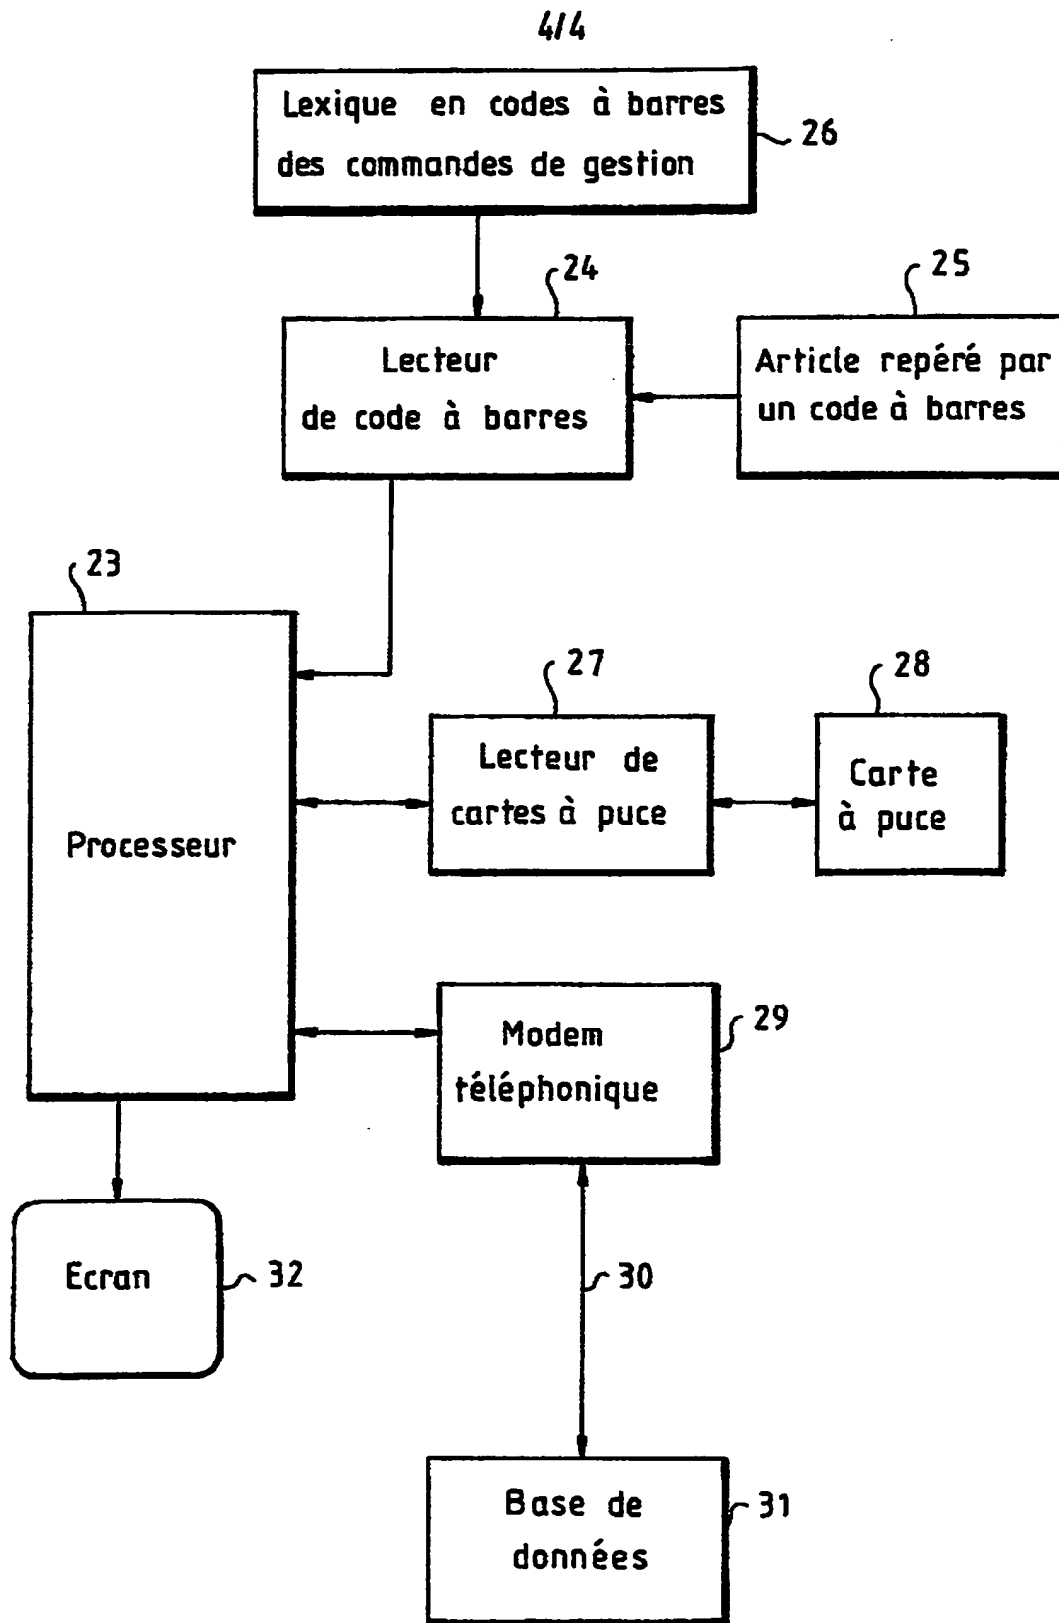 4/4
Lexique en codes à barres
des commandes de gestion
26
24
25
Lecteur
de code à barres
Article repéré par
un code à barres
23
27
28
Lecteur de
cartes à puce
Carte
à puce
Processeur
Modem
téléphonique
29
Ecran
32
30
Base de
données
31